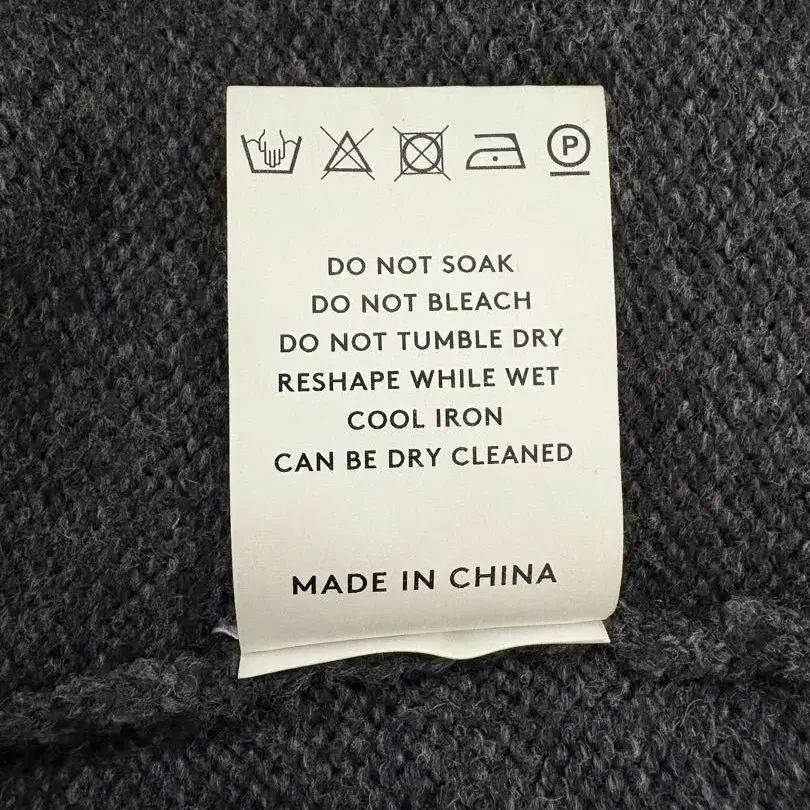 P
DO NOT SOAK
DO NOT BLEACH
DO NOT TUMBLE DRY
RESHAPE WHILE WET
COOL IRON
CAN BE DRY CLEANED
MADE IN CHINA